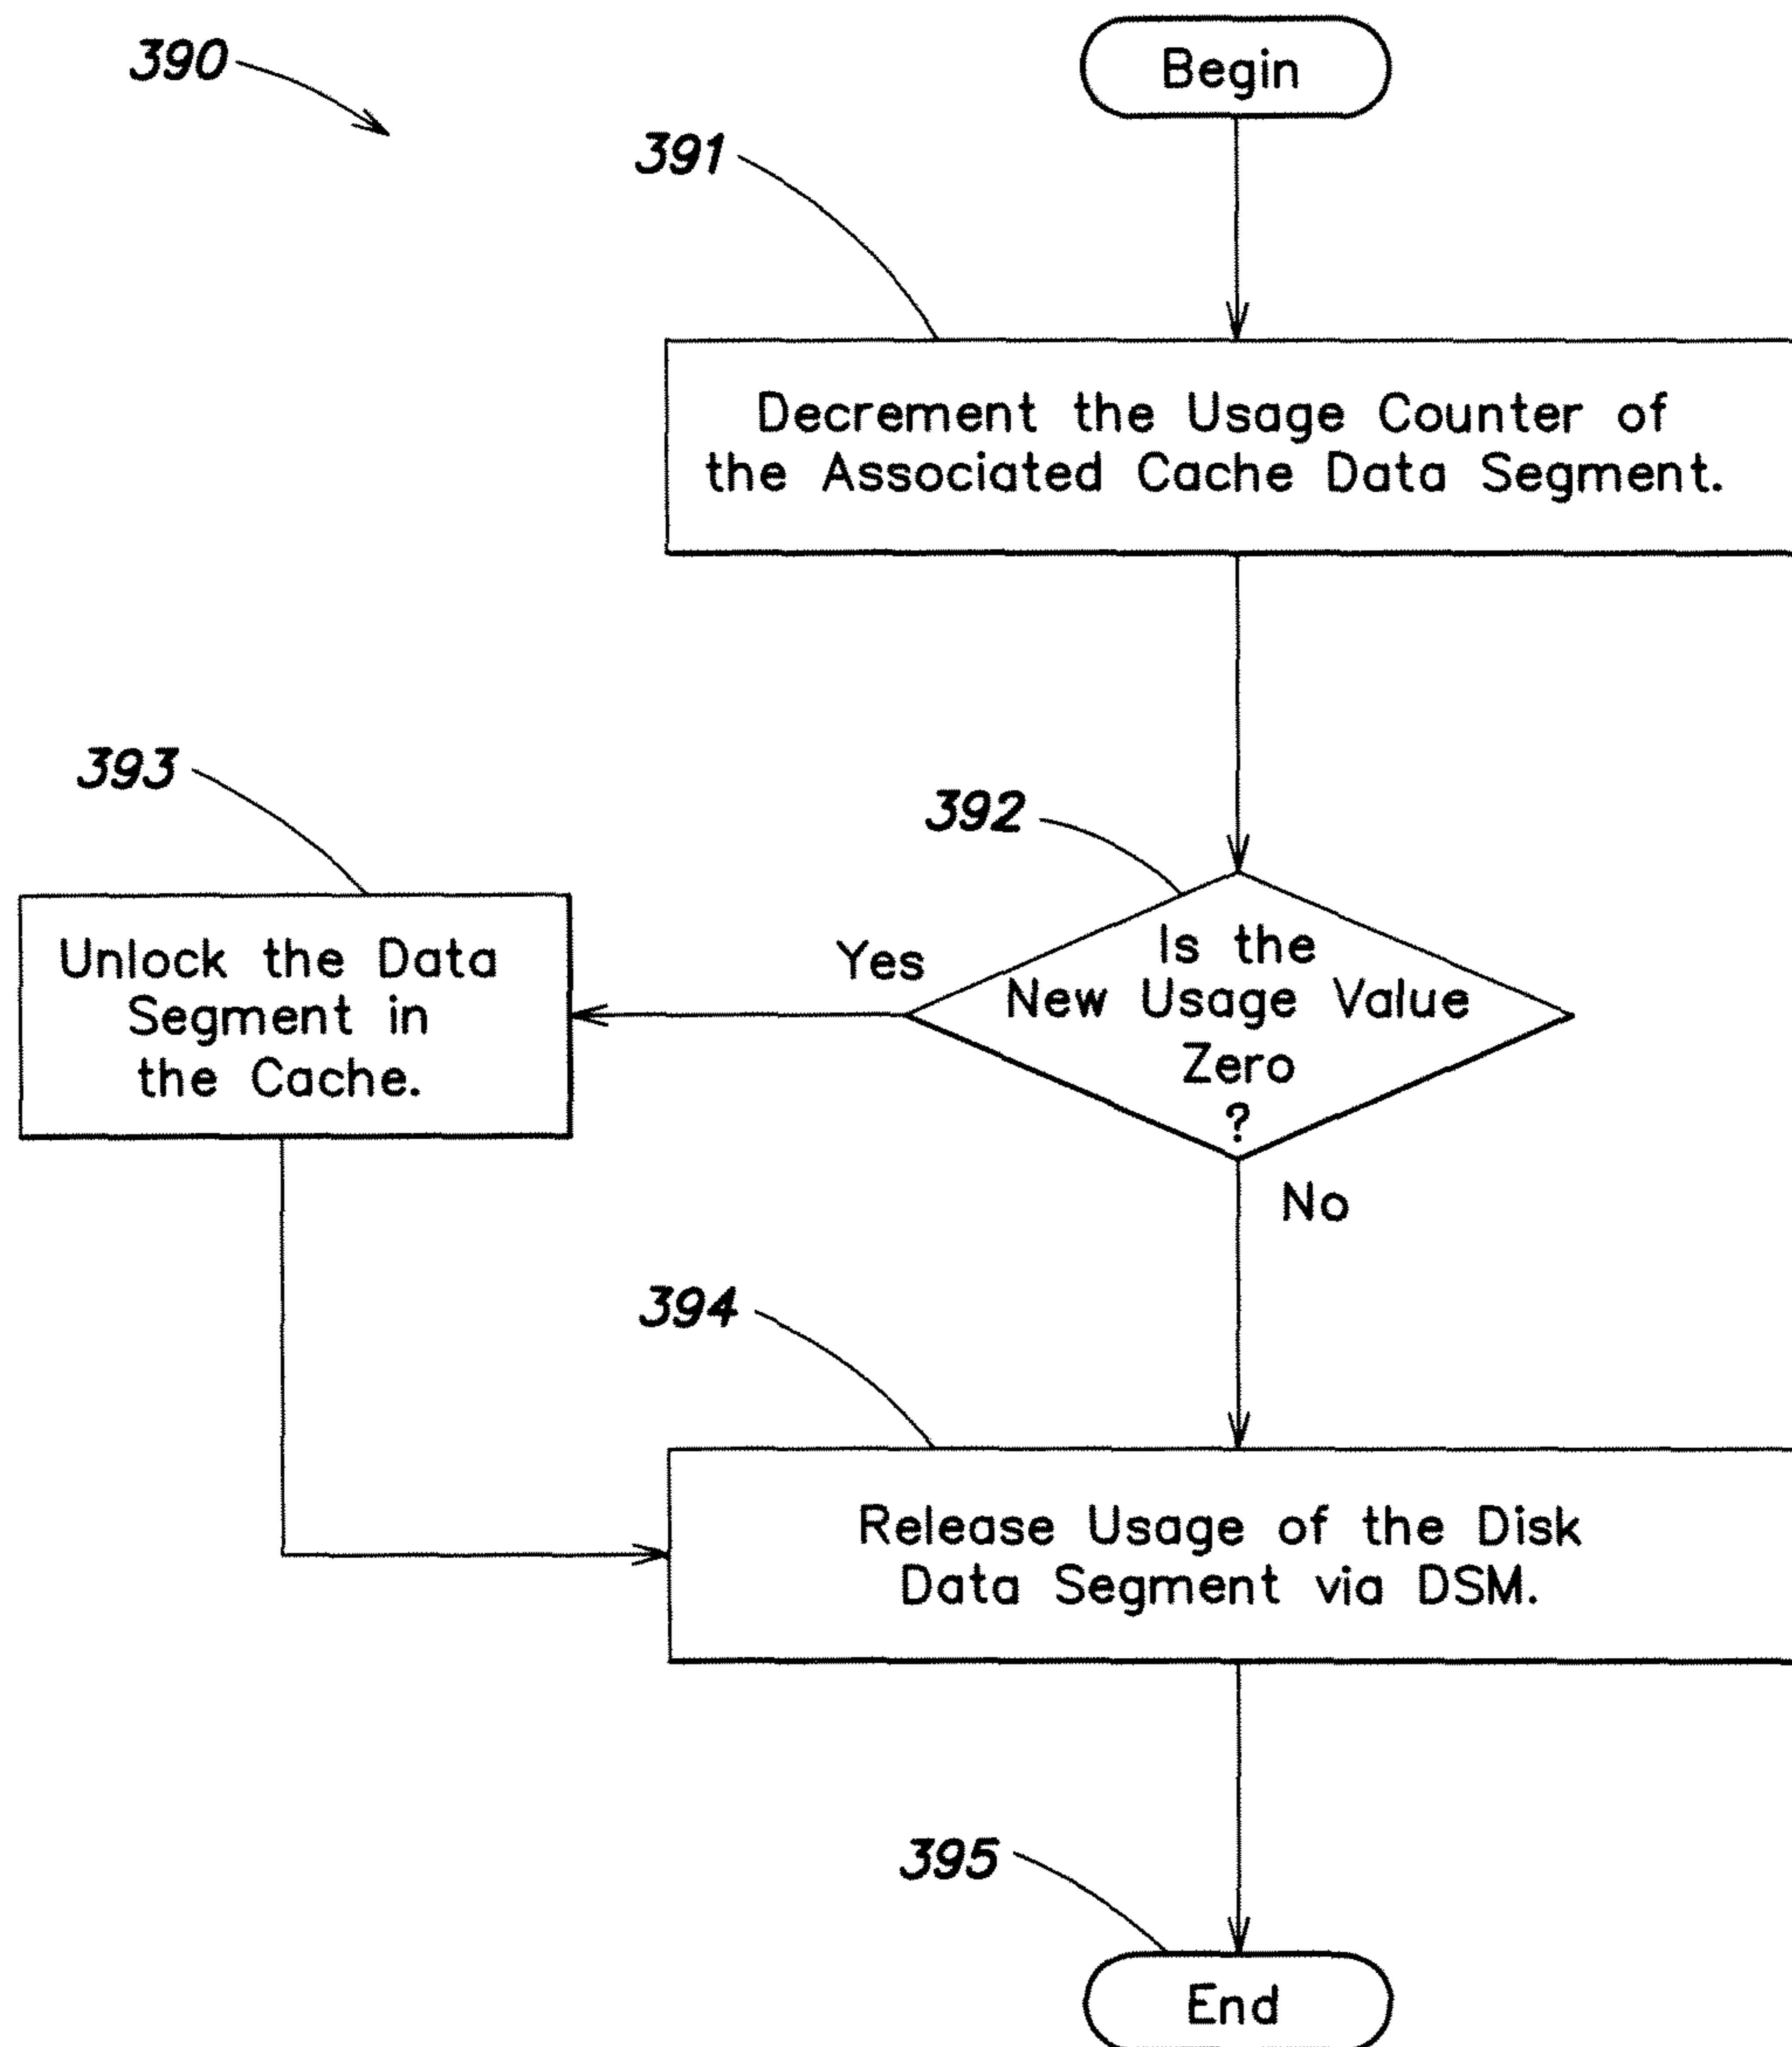 390
Begin
391
Decrement the Usage Counter of
the Associated Cache Data Segment.
393
392
Unlock the Data
Segment in
the Cache.
Yes
Is the
New Usage Value
Zero
?
No
394
Release Usage of the Disk
Data Segment via DSM.
395
End